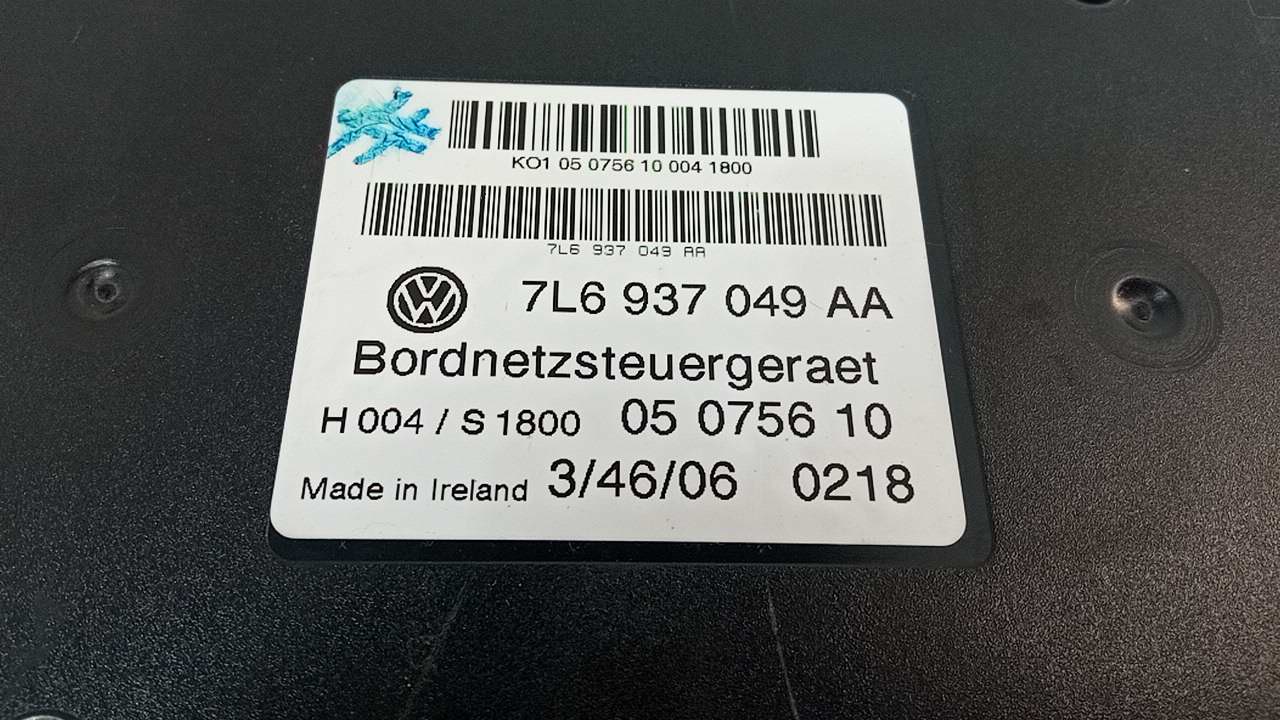 KO1 05 0756 10 004 1800
7L6 937 049 AA
7L6 937 049 AA
Bordnetzsteuergeraet
H 004 / S 1800 05 0756 10
Made in Ireland 3/46/06 0218